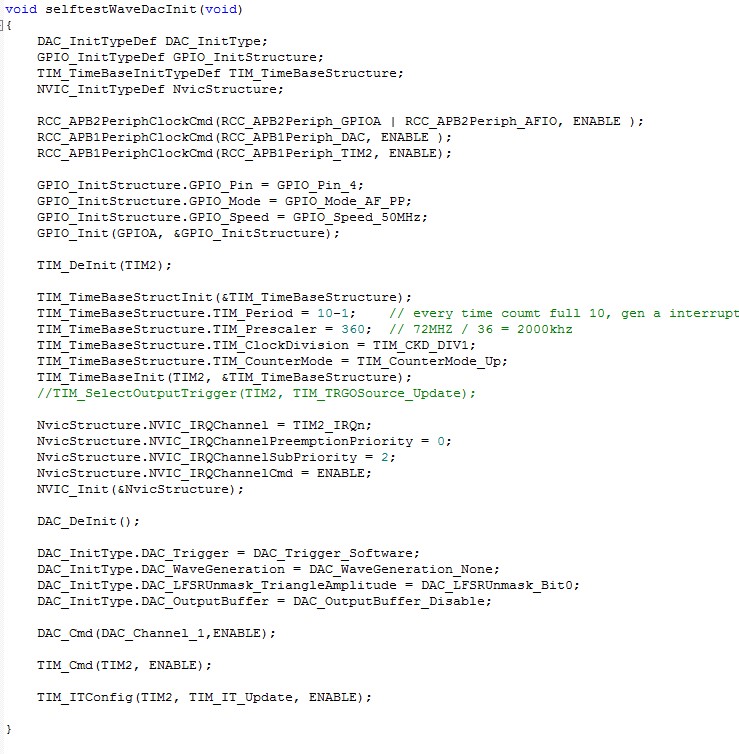 void selftestWaveDacInit(void)
{
DAC_InitTypeDef DAC_InitType;
GPIO_InitTypeDef GPIO_InitStructure;
TIM_TimeBaseInitTypeDef TIM_TimeBaseStructure;
NVIC_InitTypeDef NvicStructure;
RCC_APB2PeriphClockCmd(RCC_APB2Periph_GPIOA | RCC_APB2Periph_AFIO, ENABLE );
RCC_APB1PeriphClockCmd(RCC_APB1Periph_DAC, ENABLE );
RCC_APB1PeriphClockCmd(RCC_APB1Periph_TIM2, ENABLE);
GPIO_InitStructure.GPIO_Pin = GPIO_Pin_4;
GPIO_InitStructure.GPIO_Mode = GPIO_Mode_AF_PP;
GPIO_InitStructure.GPIO_Speed = GPIO_Speed_50MHz;
GPIO_Init(GPIOA, &GPIO_InitStructure);
TIM_DeInit(TIM2);
TIM_TimeBaseStructInit(&TIM_TimeBaseStructure);
TIM_TimeBaseStructure.TIM_Period = 10-1;    // every time coumt full 10, gen a interrupt
TIM_TimeBaseStructure.TIM_Prescaler = 360;  // 72MHZ / 36 = 2000khz
TIM_TimeBaseStructure.TIM_ClockDivision = TIM_CKD_DIV1;
TIM_TimeBaseStructure.TIM_CounterMode = TIM_CounterMode_Up;
TIM_TimeBaseInit(TIM2, &TIM_TimeBaseStructure);
//TIM_SelectOutputTrigger(TIM2, TIM_TRGOSource_Update);
NvicStructure.NVIC_IRQChannel = TIM2_IRQn;
NvicStructure.NVIC_IRQChannelPreemptionPriority = 0;
NvicStructure.NVIC_IRQChannelSubPriority = 2;
NvicStructure.NVIC_IRQChannelCmd = ENABLE;
NVIC_Init(&NvicStructure);
DAC_DeInit();
DAC_InitType.DAC_Trigger = DAC_Trigger_Software;
DAC_InitType.DAC_WaveGeneration = DAC_WaveGeneration_None;
DAC_InitType.DAC_LFSRUnmask_TriangleAmplitude = DAC_LFSRUnmask_Bit0;
DAC_InitType.DAC_OutputBuffer = DAC_OutputBuffer_Disable;
DAC_Cmd(DAC_Channel_1,ENABLE);
TIM_Cmd(TIM2, ENABLE);
TIM_ITConfig(TIM2, TIM_IT_Update, ENABLE);
}